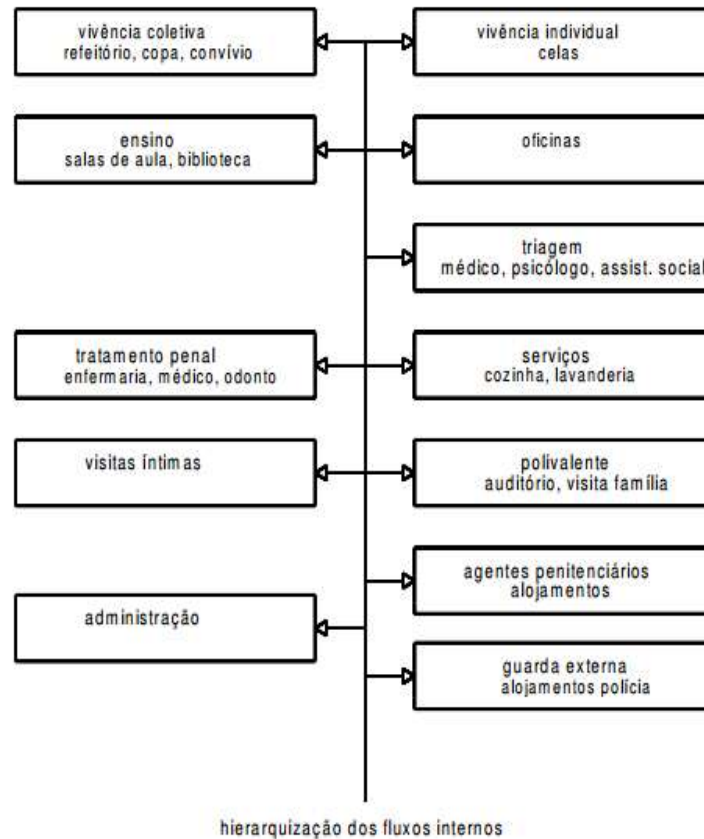 vivência coletiva
refeitório, copa, convívio
vivência individual
celas
ensino
salas de aula, biblioteca
oficinas
triagem
médico, psicólogo, assist. social
tratamento penal
enfermaria, médico, odonto
serviços
cozinha, lavanderia
visitas íntimas
polivalente
auditório, visita família
agentes penitenciários
alojamentos
administração
guarda externa
alojamentos polícia
hierarquização dos fluxos internos